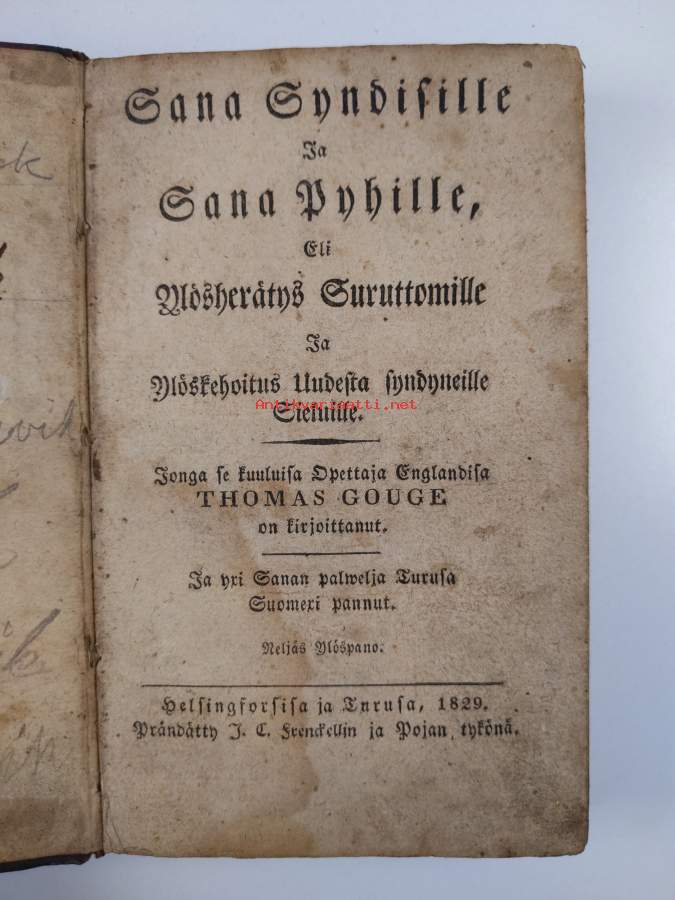 Sana Syndisille
Ja
Sana Pyhille,
Eli
Ylösherätys Suruttomille
Ja
Ylöskehoitus Uudesta syndyneille
Antikvariaatti.net
Sieluille.
Jonga se kuuluisa Opettaja Englandisa
THOMAS GOUGE
on kirjoittanut.
Ja yxi Sanan palwelja Turusa
Suomexi pannut.
Neljäs Ylöspano.
Helsingforsisa ja Turusa, 1829.
Prändätty J. C. Frenckellin ja Pojan tykönä.